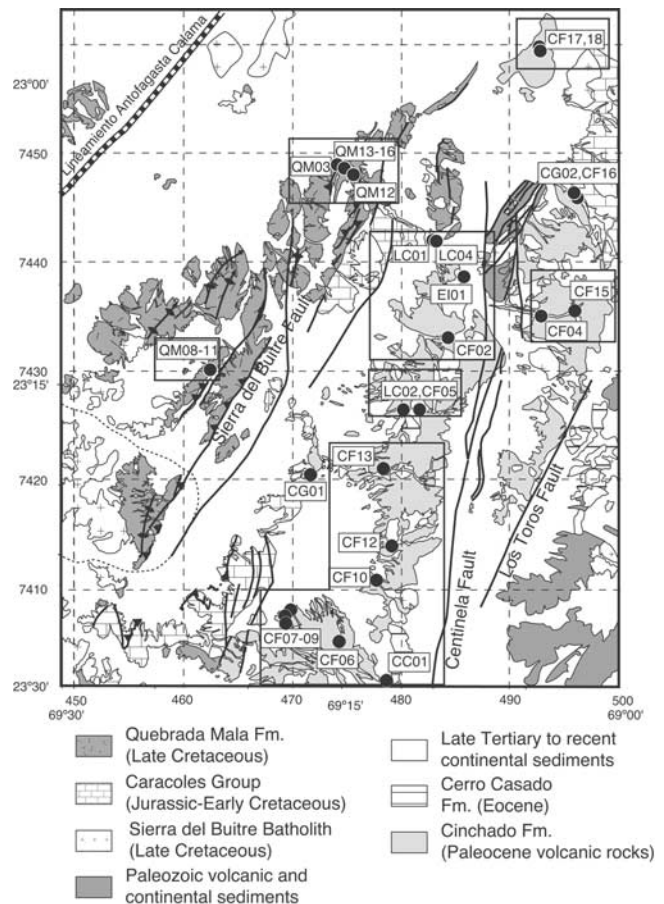 Lineamiento Antofagasta Calama
CF17,18
23°00'
7450
QM13-16
QM03
QM12
CG02,CF16
LC01
LC04
7440
EI01
CF15
CF04
CF02
QM08-11
7430
23°15'
Sierra del Buitre Fault
LC02,CF05
7420
CF13
CG01
Los Toros Fault
CF12
7410
CF10
Centinela Fault
CF07-09
CF06
CC01
23°30'
450
460
470
480
490
500
69°30'
69°15'
69°00'
Quebrada Mala Fm.
(Late Cretaceous)
Caracoles Group
(Jurassic-Early Cretaceous)
Sierra del Buitre Batholith
(Late Cretaceous)
Paleozoic volcanic and
continental sediments
Late Tertiary to recent
continental sediments
Cerro Casado
Fm. (Eocene)
Cinchado Fm.
(Paleocene volcanic rocks)